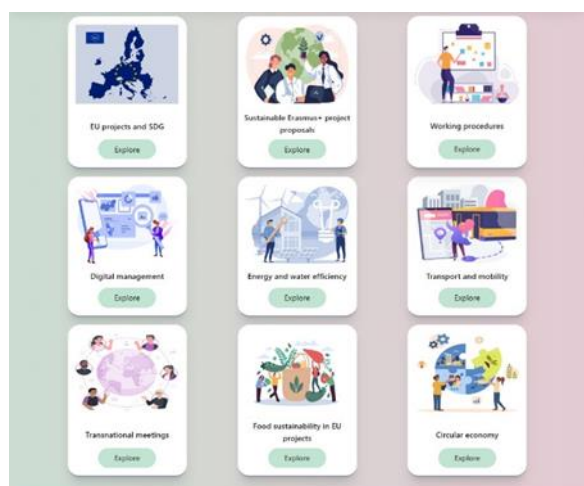 EU projects and SDG
Explore
Sustainable Erasmus+ project
proposals
Explore
Working procedures
Explore
Digital management
Explore
Energy and water efficiency
Explore
Transport and mobility
Explore
Transnational meetings
Explore
Food sustainability in EU
projects
Explore
Circular economy
Explore